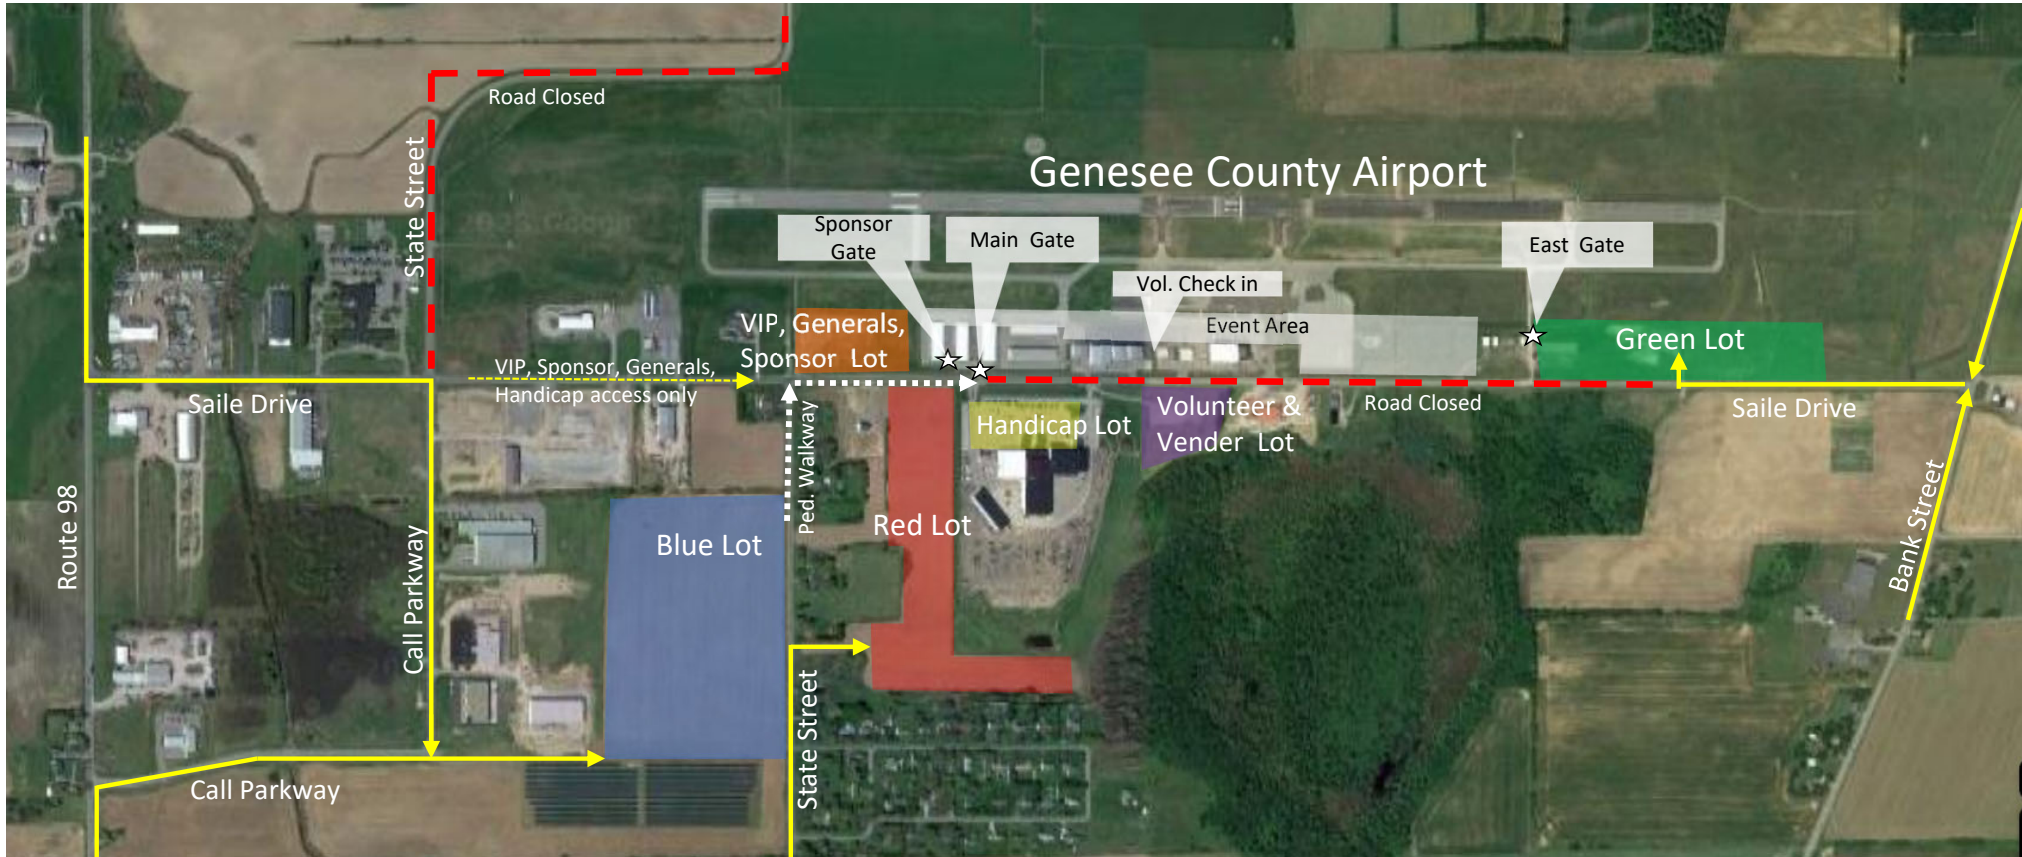 Road Closed
State Street
Genesee County Airport
Sponsor
Gate
Main Gate
East Gate
Vol. Check in
VIP, Generals,
Sponsor Lot
Event Area
Green Lot
VIP, Sponsor, Generals,
Handicap access only
Saile Drive
Handicap Lot
Volunteer &
Vender Lot
Road Closed
Saile Drive
Ped. Walkway
Route 98
Call Parkway
Blue Lot
Red Lot
Bank Street
State Street
Call Parkway